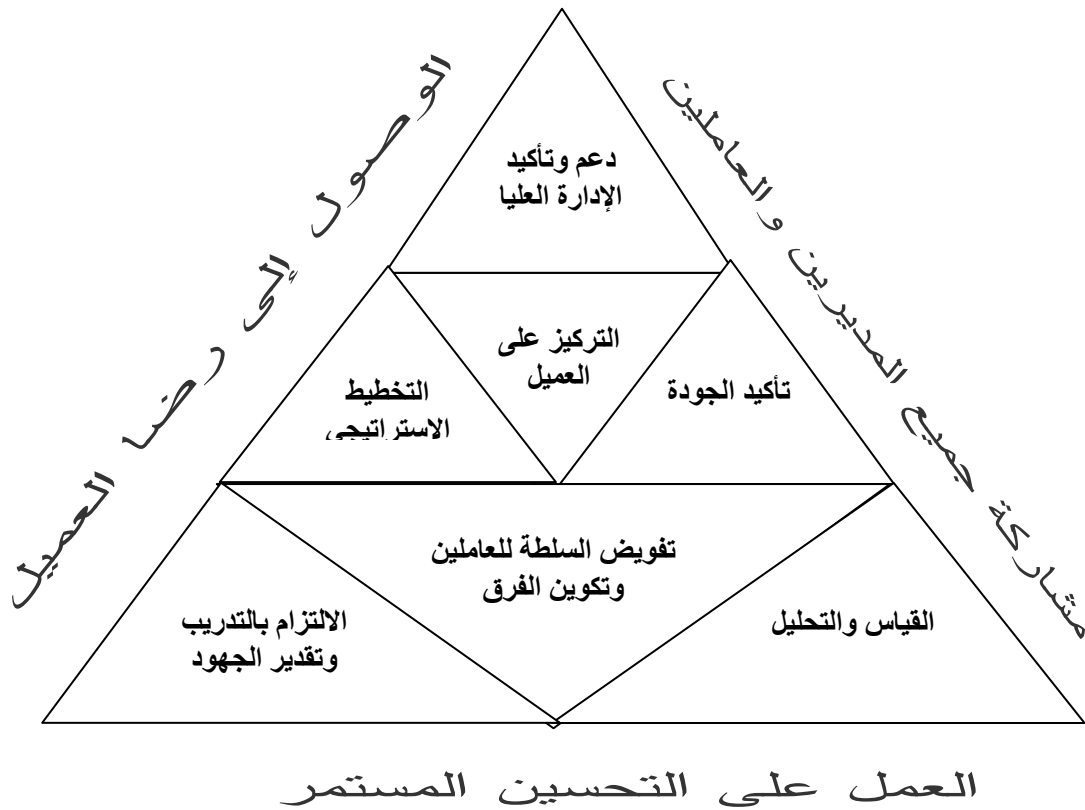 الوصول إلى رضا العميل
مشاركة جميع المديرين والعاملين
دعم وتأكيد
الإدارة العليا
التركيز على
العميل
تأكيد الجودة
التخطيط
الاستراتيجي
تفويض السلطة للعاملين
وتكوين الفرق
القياس والتحليل
الالتزام بالتدريب
وتقدير الجهود
العمل على التحسين المستمر